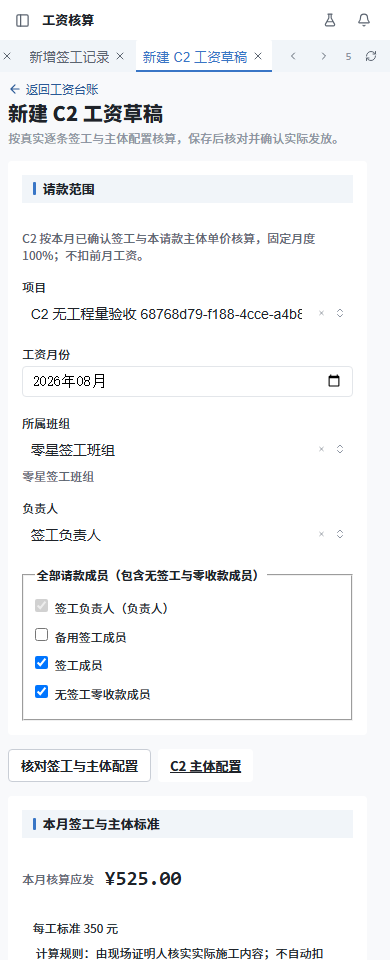 工资核算
新增签工记录
新建 C2 工资草稿
5
返回工资台账
新建 C2 工资草稿
按真实逐条签工与主体配置核算，保存后核对并确认实际发放。
请款范围
C2 按本月已确认签工与本请款主体单价核算，固定月度
100%；不扣前月工资。
项目
C2 无工程量验收 68768d79-f188-4cce-a4b8
工资月份
2026年08月
所属班组
零星签工班组
零星签工班组
负责人
签工负责人
全部请款成员（包含无签工与零收款成员）
签工负责人（负责人）
备用签工成员
签工成员
无签工零收款成员
核对签工与主体配置
C2 主体配置
本月签工与主体标准
本月核算应发 ¥525.00
每工标准 350 元
计算规则：由现场证明人核实实际施工内容；不自动扣